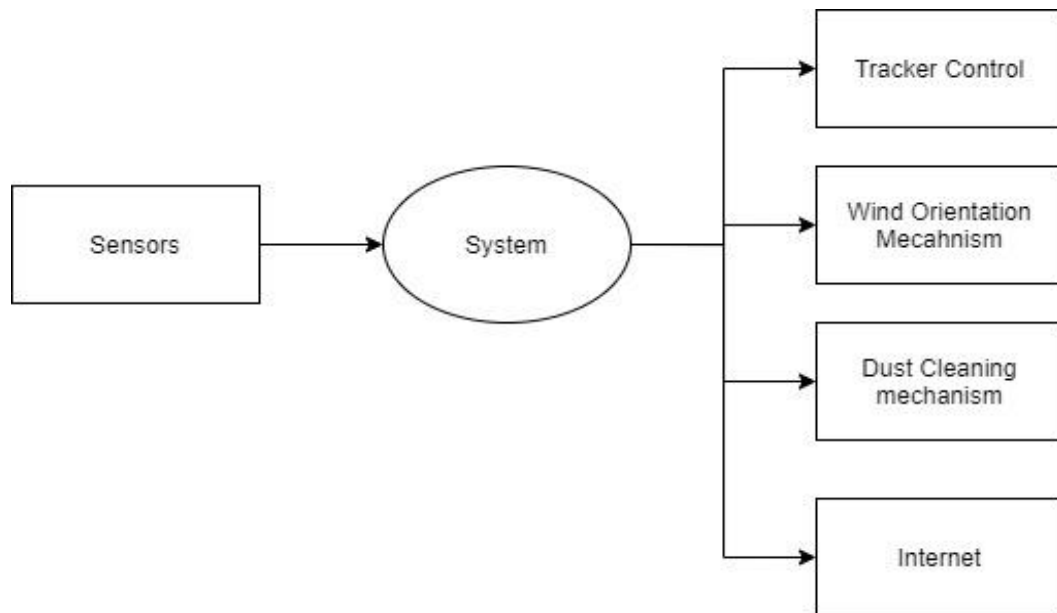 Tracker Control
Wind Orientation
Mecahnism
Sensors
System
Dust Cleaning
mechanism
Internet